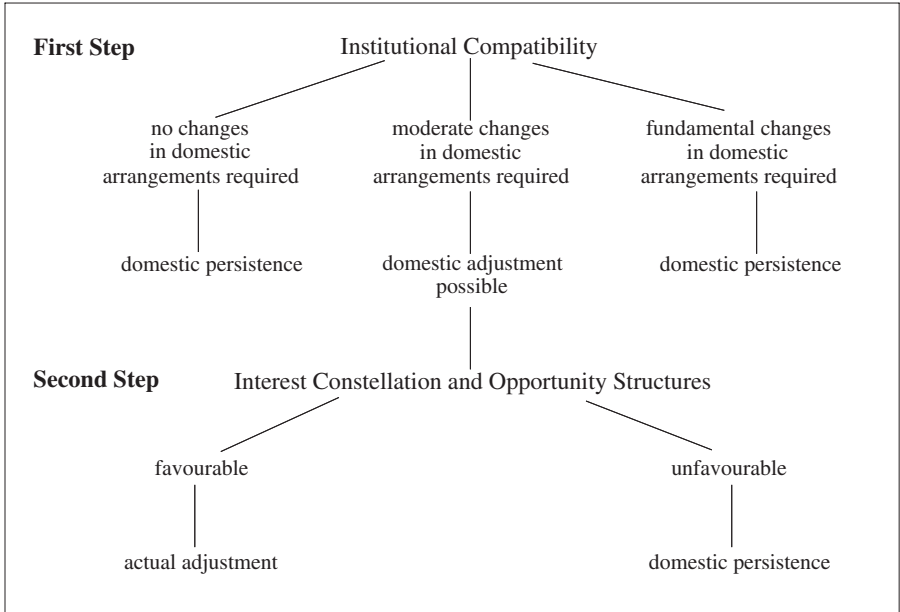 First Step
Institutional Compatibility
no changes
in domestic
arrangements required
moderate changes
in domestic
arrangements required
fundamental changes
in domestic
arrangements required
domestic persistence
domestic adjustment
possible
domestic persistence
Second Step
Interest Constellation and Opportunity Structures
favourable
unfavourable
actual adjustment
domestic persistence